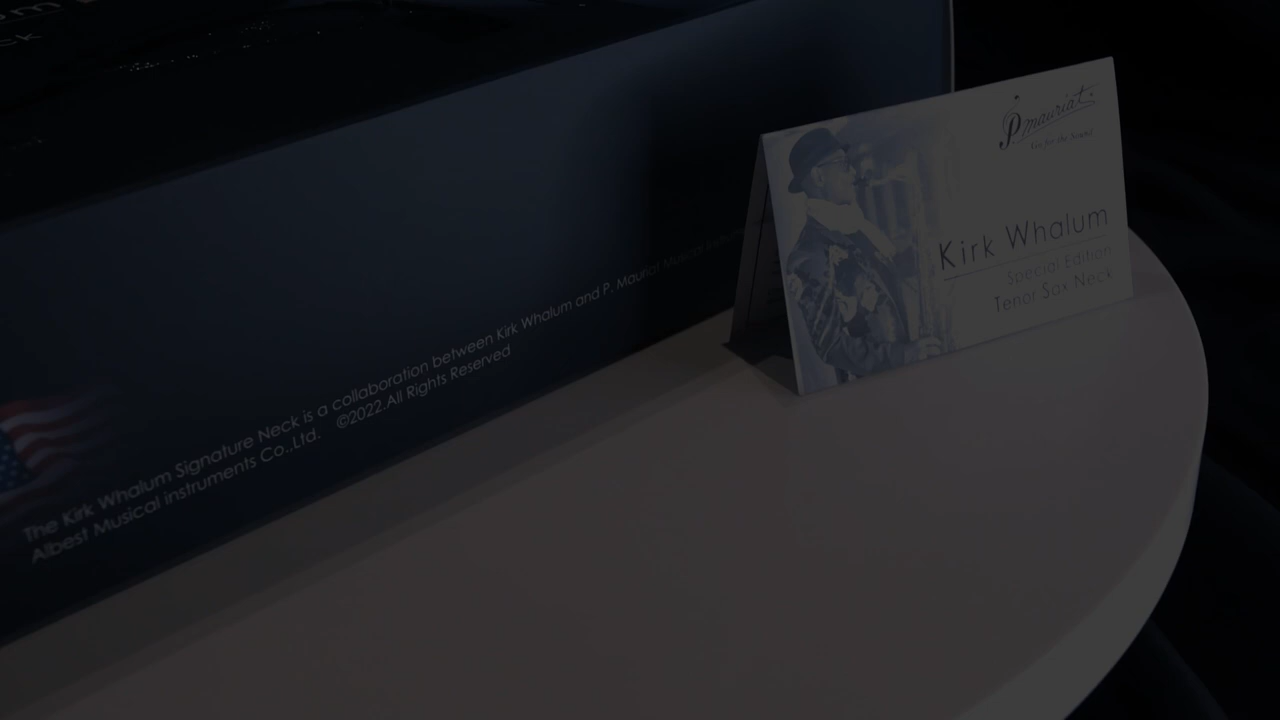 The Kirk Whalum Signature Neck is a collaboration between Kirk Whalum and P. Mauriat Musical
Albest Musical instruments Co.,Ltd. ©2022.All Rights Reserved
P. mauriat
Go for the Sound
Kirk Whalum
Special Edition
Tenor Sax Neck